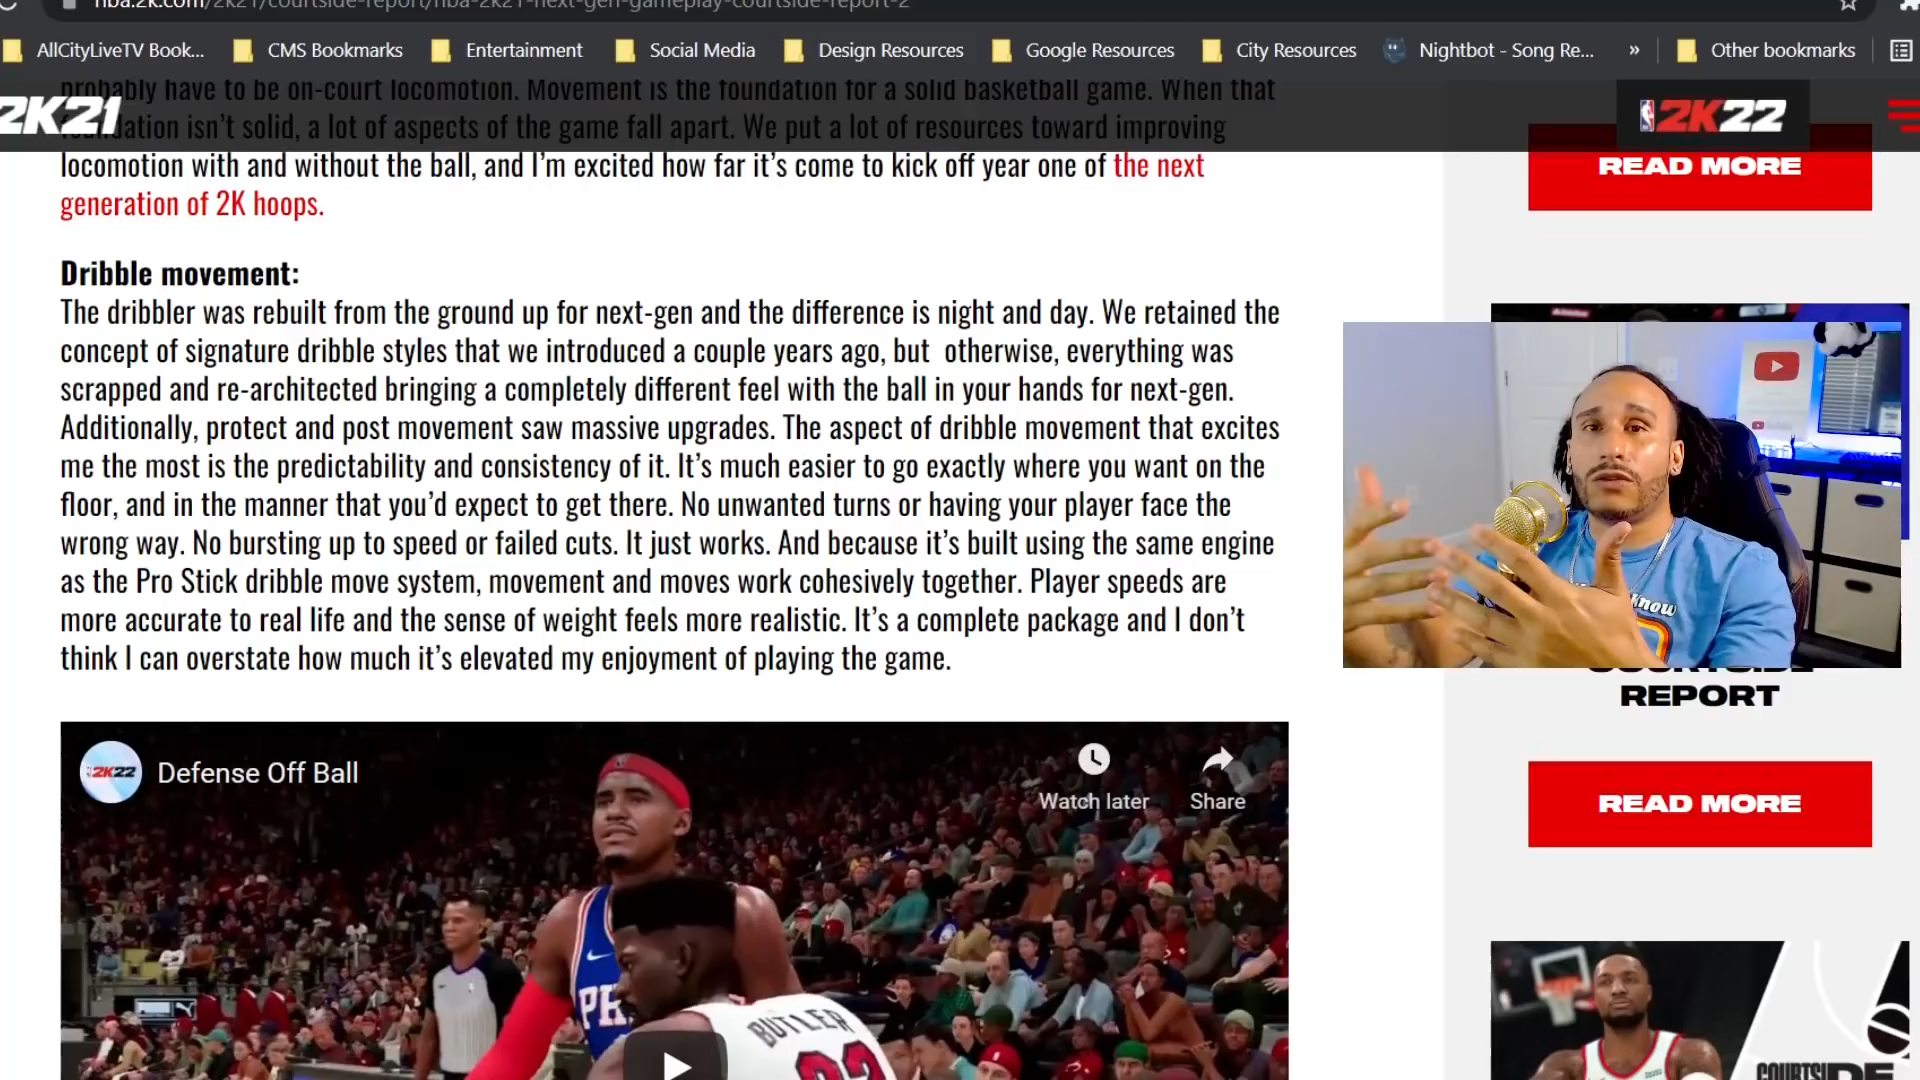 nba.2k.com/2k21/courtside-report/nba-2k21-next-gen-gameplay-courtside-report-2
AllCityLiveTV Book...
CMS Bookmarks
Entertainment
Social Media
Design Resources
Google Resources
City Resources
Nightbot - Song Re...
»
Other bookmarks
probably have to be on-court locomotion. Movement is the foundation for a solid basketball game. When that
2K21
2K22
foundation isn't solid, a lot of aspects of the game fall apart. We put a lot of resources toward improving
locomotion with and without the ball, and I'm excited how far it's come to kick off year one of the next
generation of 2K hoops.
READ MORE
Dribble movement:
The dribbler was rebuilt from the ground up for next-gen and the difference is night and day. We retained the
concept of signature dribble styles that we introduced a couple years ago, but otherwise, everything was
scrapped and re-architected bringing a completely different feel with the ball in your hands for next-gen.
Additionally, protect and post movement saw massive upgrades. The aspect of dribble movement that excites
me the most is the predictability and consistency of it. It's much easier to go exactly where you want on the
floor, and in the manner that you'd expect to get there. No unwanted turns or having your player face the
wrong way. No bursting up to speed or failed cuts. It just works. And because it's built using the same engine
as the Pro Stick dribble move system, movement and moves work cohesively together. Player speeds are
more accurate to real life and the sense of weight feels more realistic. It's a complete package and I don't
think I can overstate how much it's elevated my enjoyment of playing the game.
know
COURTSIDE
REPORT
READ MORE
2K22
Defense Off Ball
Watch later
Share
PH
BUTLER
22
COURTSIDE